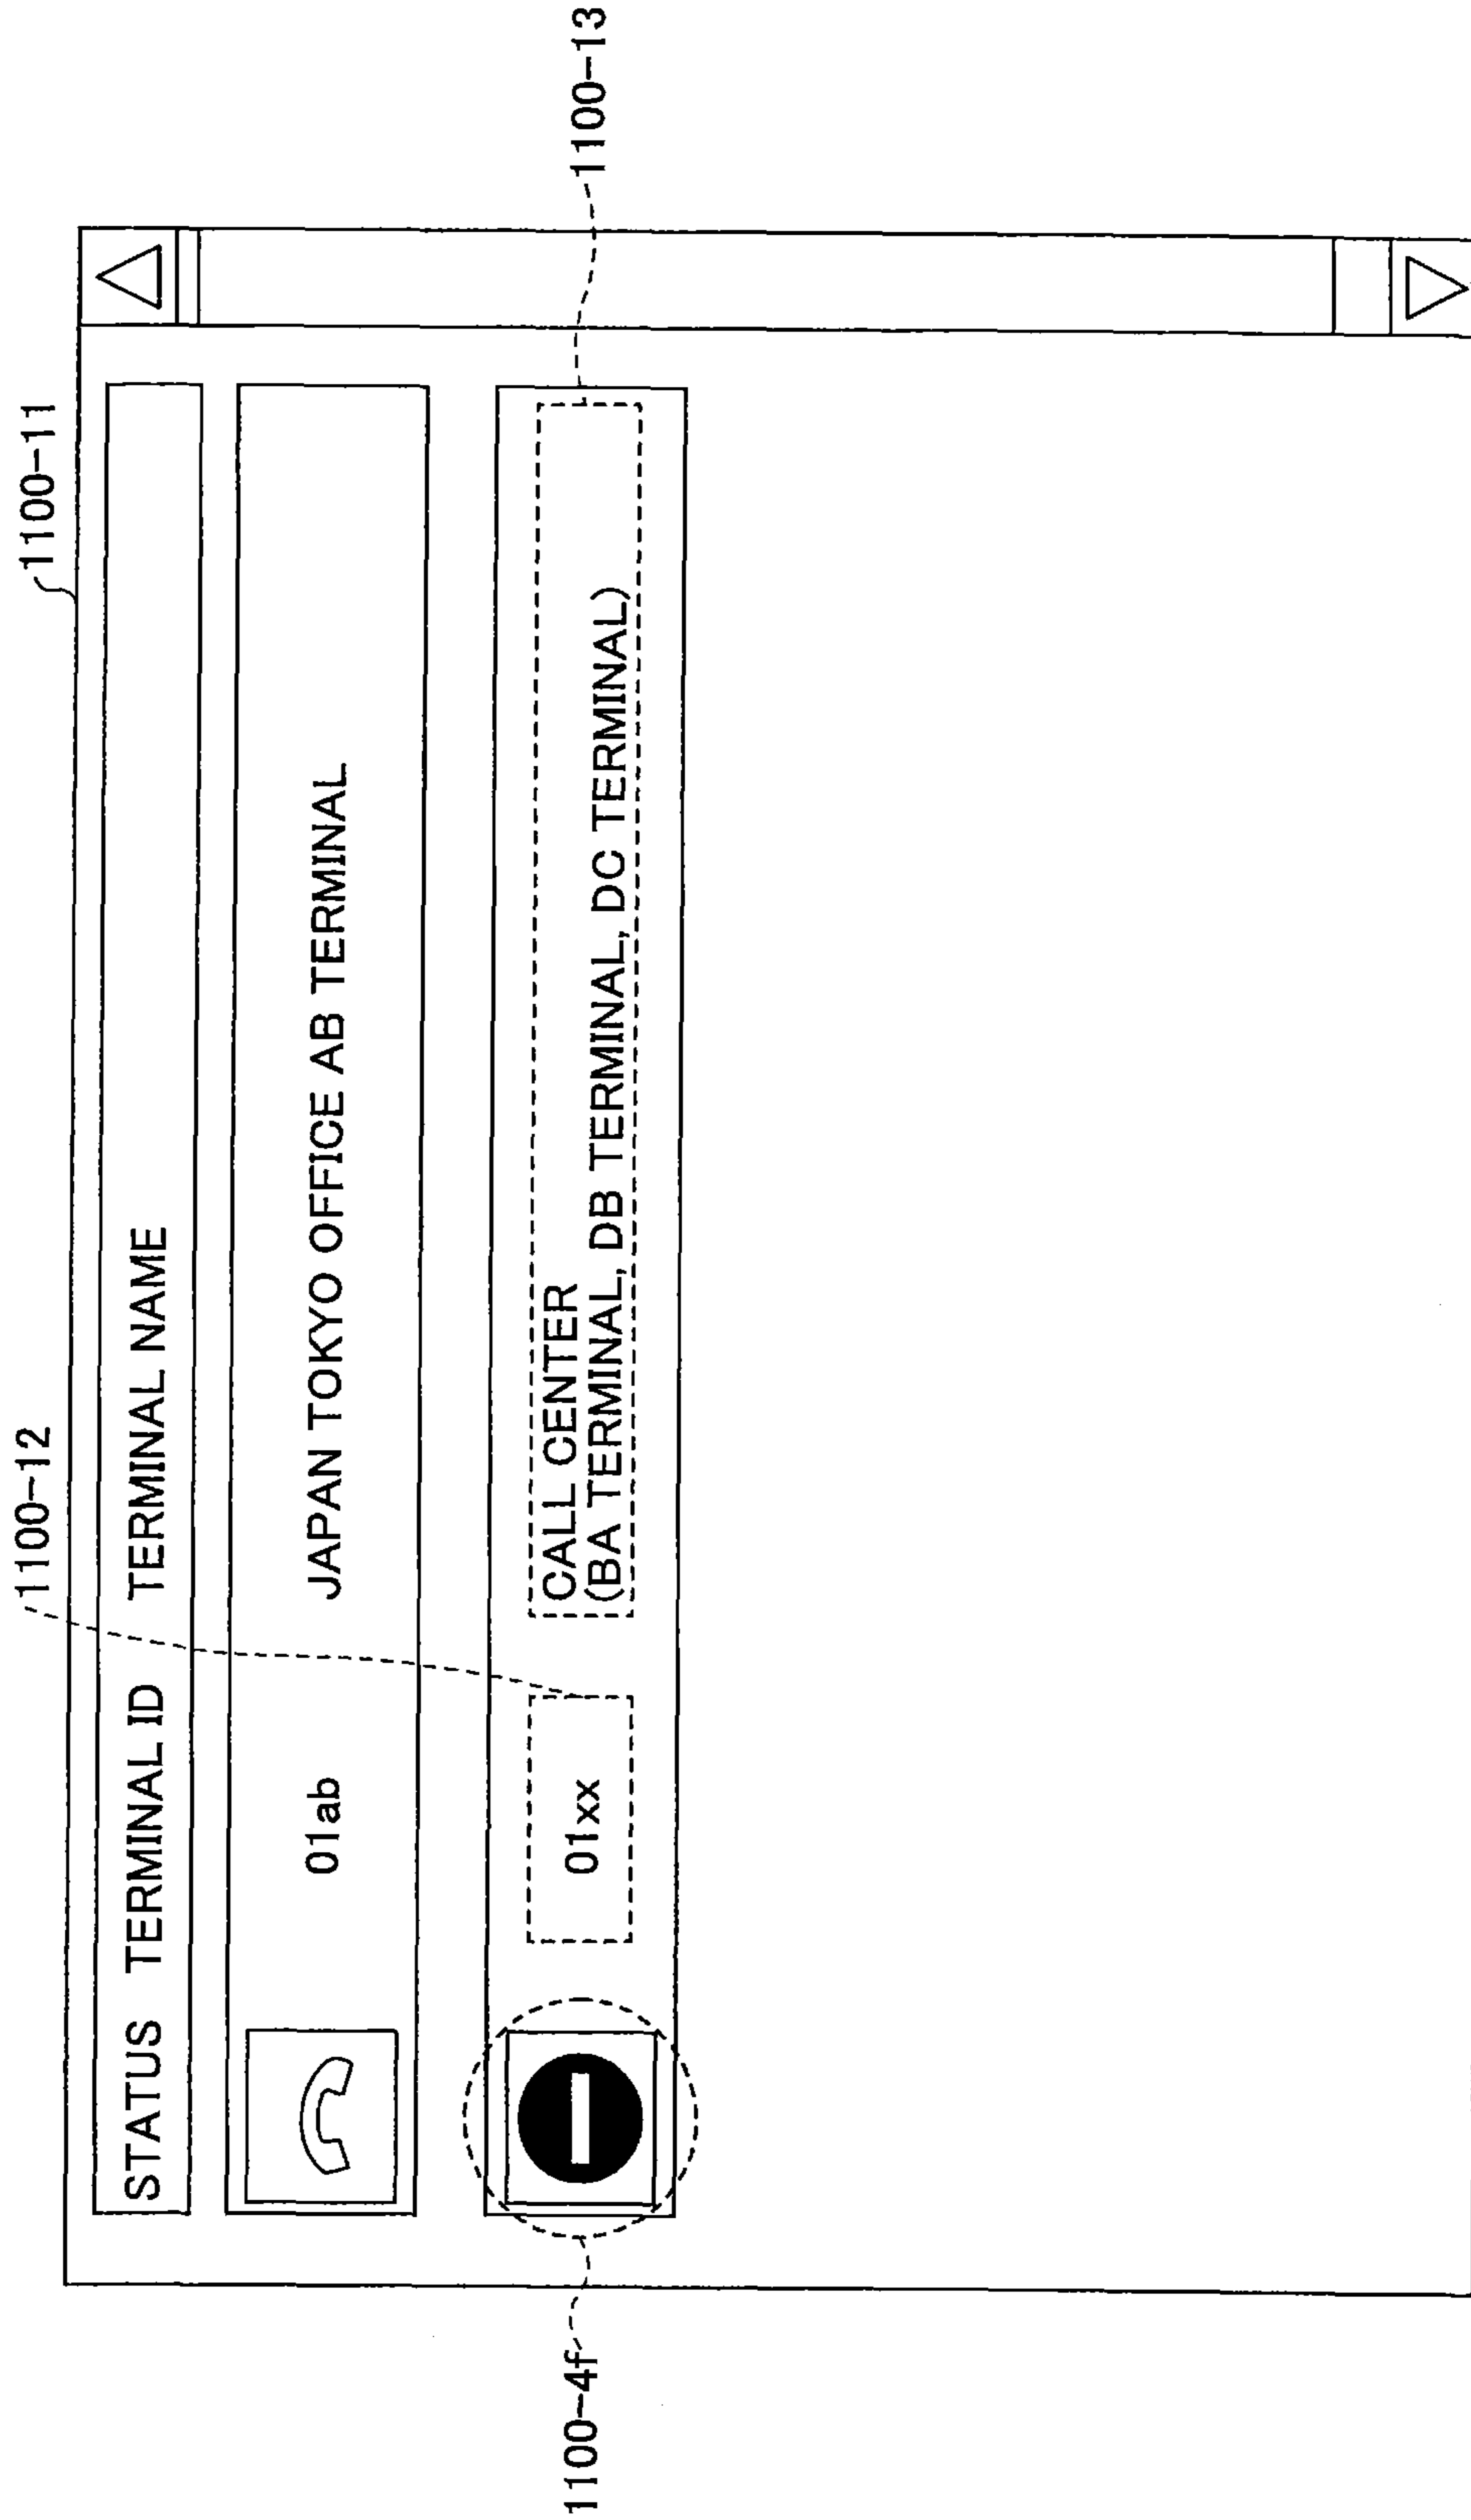 1100-11
1100-12
STATUS TERMINAL ID TERMINAL NAME
01ab JAPAN TOKYO OFFICE AB TERMINAL
01xx CALL CENTER
(BA TERMINAL, DB TERMINAL, DC TERMINAL)
1100-4f
1100-13